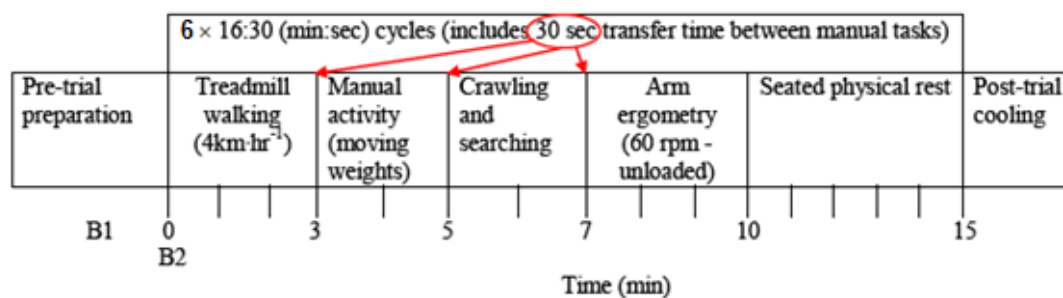 6 × 16:30 (min:sec) cycles (includes 30 sec transfer time between manual tasks)
Pre-trial
preparation
Treadmill
walking
(4km·hr⁻¹)
Manual
activity
(moving
weights)
Crawling
and
searching
Arm
ergometry
(60 rpm -
unloaded)
Seated physical rest
Post-trial
cooling
B1 0 3 5 7 10 15
B2
Time (min)